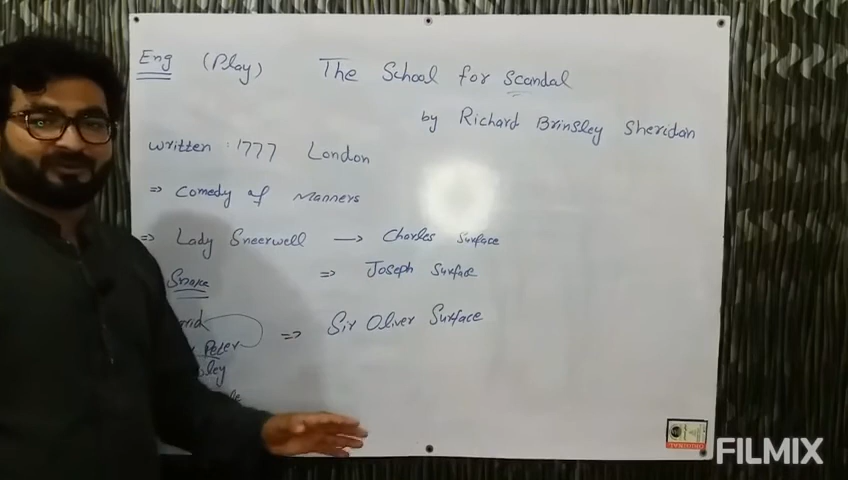 Eng (Play) The School for Scandal
by Richard Brinsley Sheridan
written : 1777 London
⇒ Comedy of Manners
⇒ Lady Sneerwell → Charles Surface
Snake ⇒ Joseph Surface
⇒ Sir Oliver Surface
Peter
ORIGINAL
FILMIX